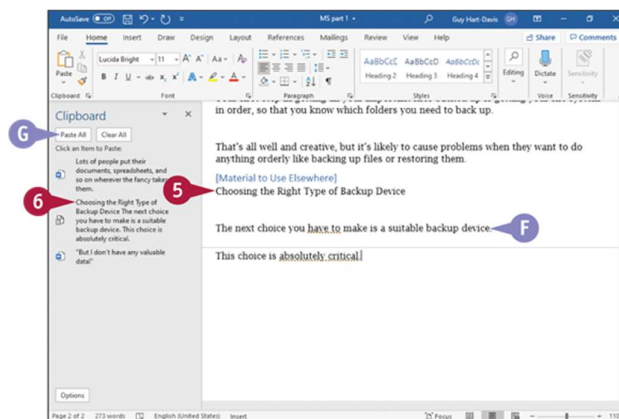 AutoSave Off MS part 1 Guy Hart-Davis GH
File Home Insert Draw Design Layout References Mailings Review View Help Share Comments
Lucida Bright 11 A^ A˅ Aa A
Paste B I U ab x₂ x² A A
AaBbCcD AaBbCcDc AaBbCcDc
Heading 2 Heading 3 Heading 4
Editing Dictate Sensitivity
Clipboard Font Paragraph Styles Voice Sensitivity
Clipboard
G Paste All Clear All
Click an Item to Paste:
Lots of people put their
documents, spreadsheets, and
so on wherever the fancy takes
them.
6 Choosing the Right Type of
Backup Device The next choice
you have to make is a suitable
backup device. This choice is
absolutely critical.
"But I don't have any valuable
data!"
Options
in order, so that you know which folders you need to back up.
That's all well and creative, but it's likely to cause problems when they want to do
anything orderly like backing up files or restoring them.
[Material to Use Elsewhere]
5 Choosing the Right Type of Backup Device
The next choice you have to make is a suitable backup device. F
This choice is absolutely critical.
Page 2 of 2 273 words English (United States) Insert Focus 110